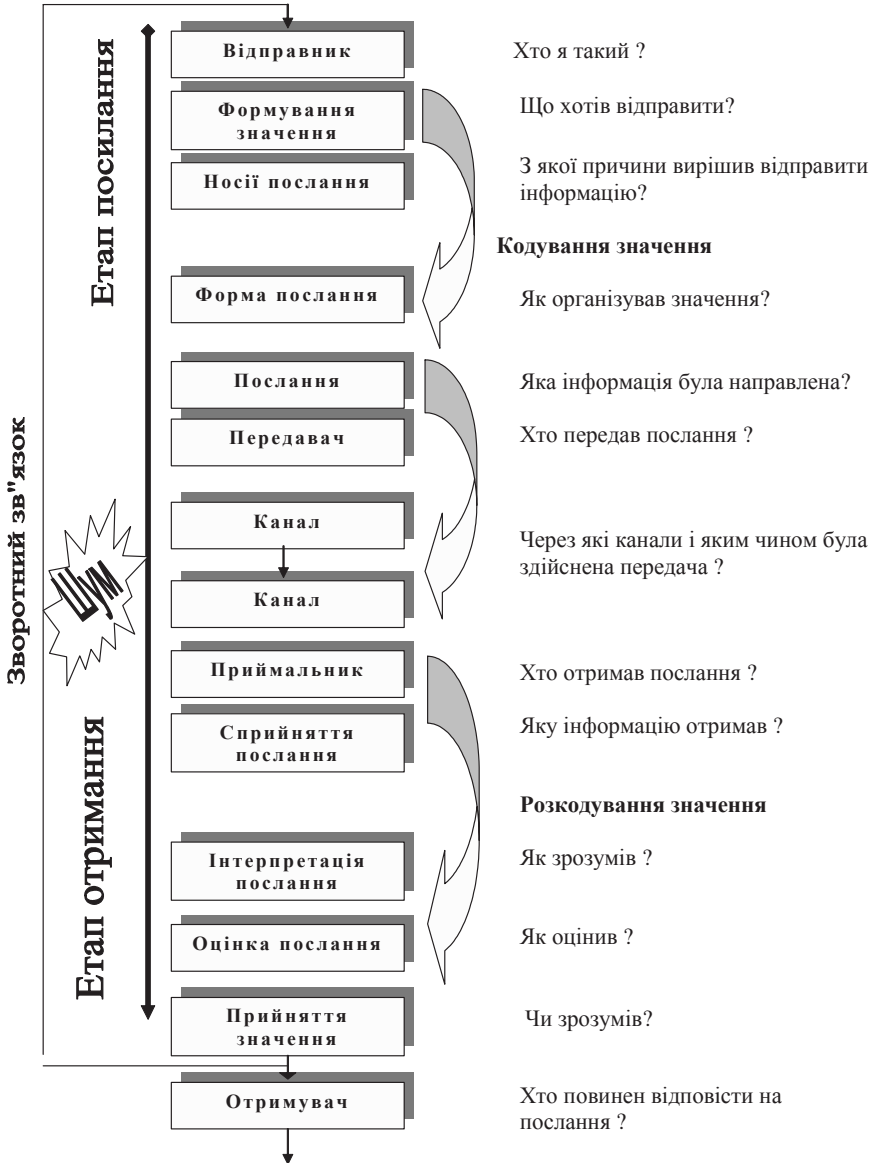 Відправник
Хто я такий ?
Формування
значення
Що хотів відправити?
Носії послання
З якої причини вирішив відправити
інформацію?
Кодування значення
Форма послання
Як організував значення?
Послання
Яка інформація була направлена?
Передавач
Хто передав послання ?
Канал
Через які канали і яким чином була
здійснена передача ?
Канал
Приймальник
Хто отримав послання ?
Сприйняття
послання
Яку інформацію отримав ?
Розкодування значення
Інтерпретація
послання
Як зрозумів ?
Оцінка послання
Як оцінив ?
Прийняття
значення
Чи зрозумів?
Отримувач
Хто повинен відповісти на
послання ?
Етап посилання
Зворотний зв"язок
Шум
Етап отримання